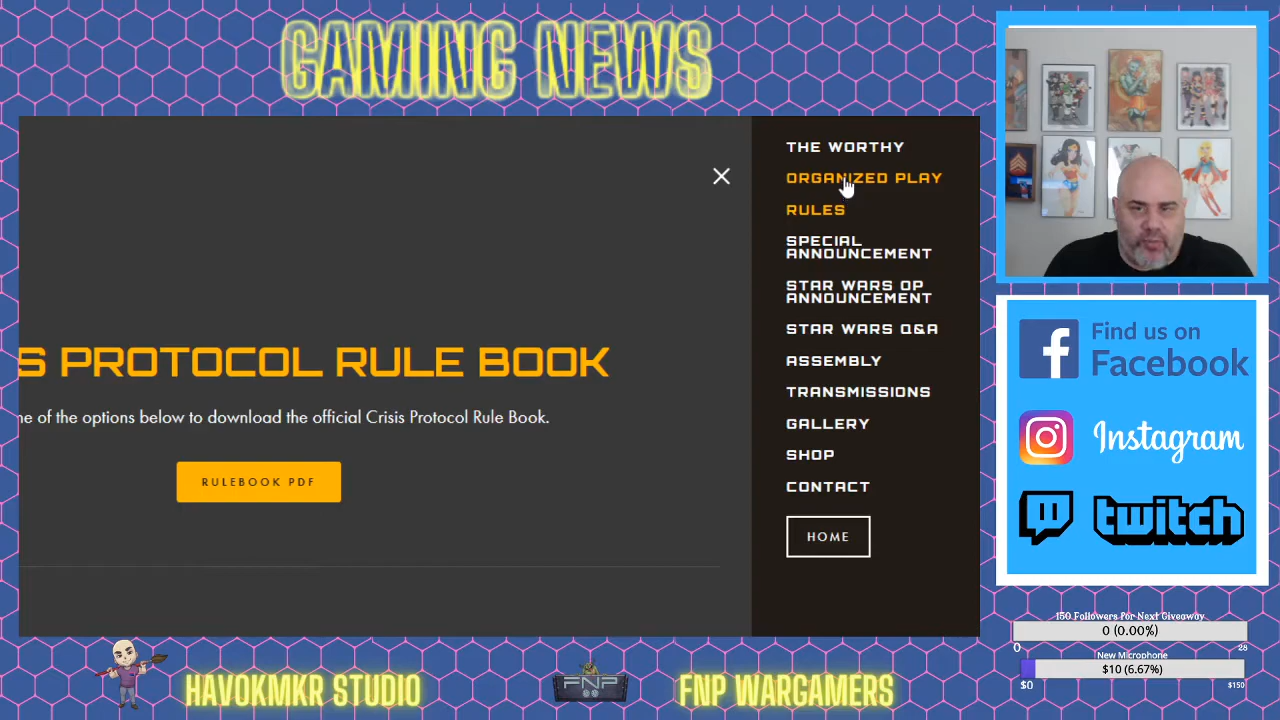 GAMING NEWS
THE WORTHY
ORGANIZED PLAY
RULES
SPECIAL
ANNOUNCEMENT
STAR WARS OP
ANNOUNCEMENT
STAR WARS Q&A
ASSEMBLY
TRANSMISSIONS
GALLERY
SHOP
CONTACT
HOME
S PROTOCOL RULE BOOK
ne of the options below to download the official Crisis Protocol Rule Book.
RULEBOOK PDF
Find us on
Facebook
Instagram
twitch
150 Followers For Next Giveaway
0 (0.00%)
0 28
New Microphone
$10 (6.67%)
$0 $150
HAVOKMKR STUDIO
FNP
FNP WARGAMERS